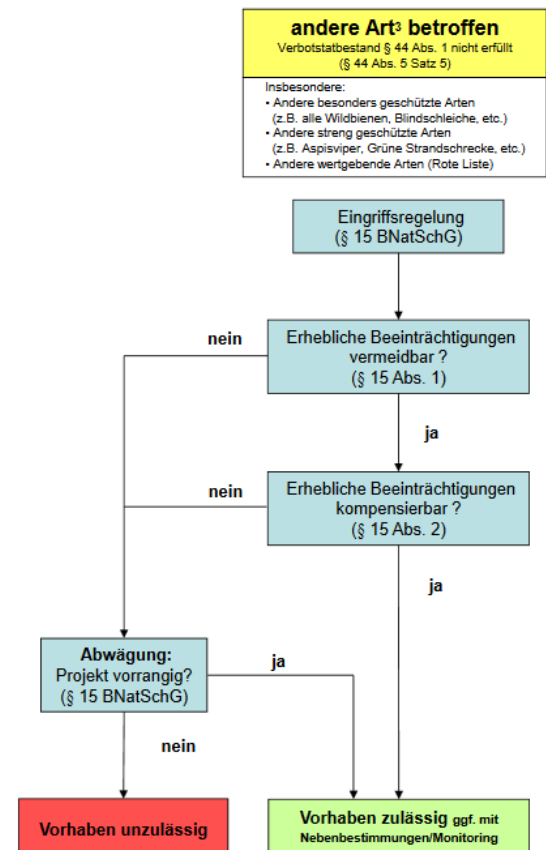 andere Art³ betroffen
Verbotstatbestand § 44 Abs. 1 nicht erfüllt
(§ 44 Abs. 5 Satz 5)
Insbesondere:
• Andere besonders geschützte Arten
(z.B. alle Wildbienen, Blindschleiche, etc.)
• Andere streng geschützte Arten
(z.B. Aspisviper, Grüne Strandschrecke, etc.)
• Andere wertgebende Arten (Rote Liste)
Eingriffsregelung
(§ 15 BNatSchG)
nein
Erhebliche Beeinträchtigungen
vermeidbar ?
(§ 15 Abs. 1)
ja
nein
Erhebliche Beeinträchtigungen
kompensierbar ?
(§ 15 Abs. 2)
ja
Abwägung:
Projekt vorrangig?
(§ 15 BNatSchG)
ja
nein
Vorhaben unzulässig
Vorhaben zulässig ggf. mit
Nebenbestimmungen/Monitoring